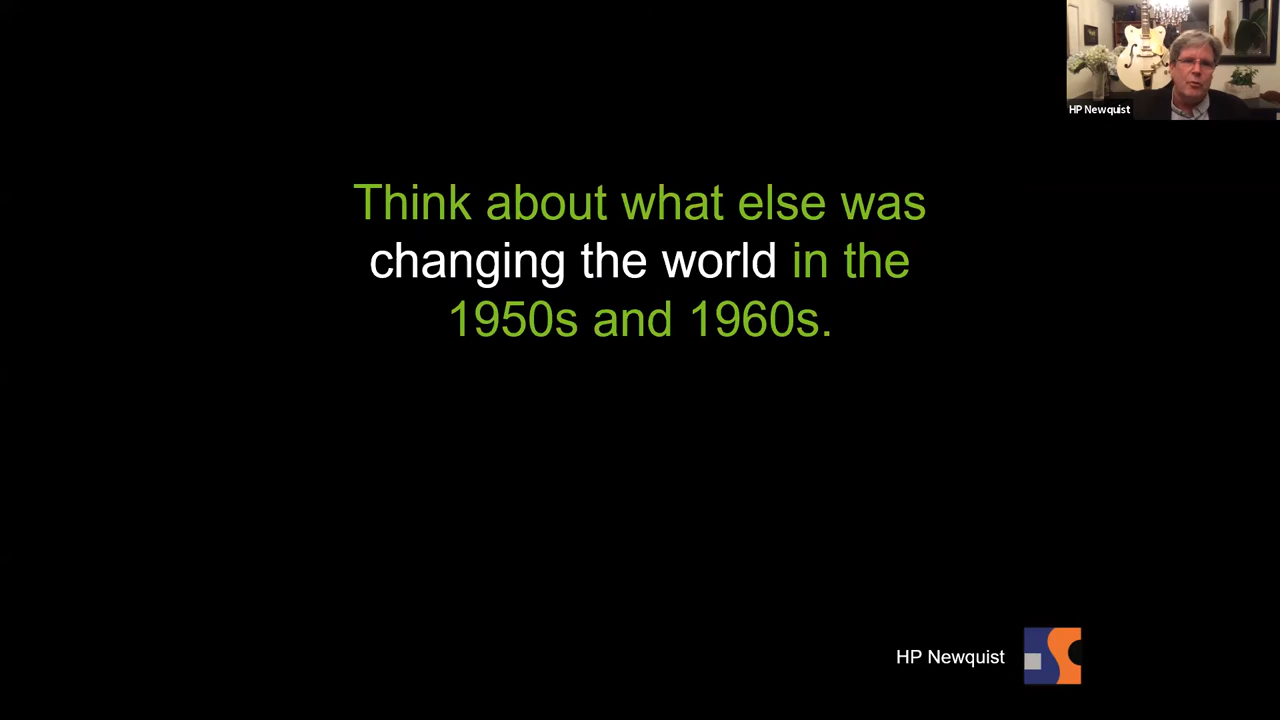 HP Newquist
Think about what else was
changing the world in the
1950s and 1960s.
HP Newquist